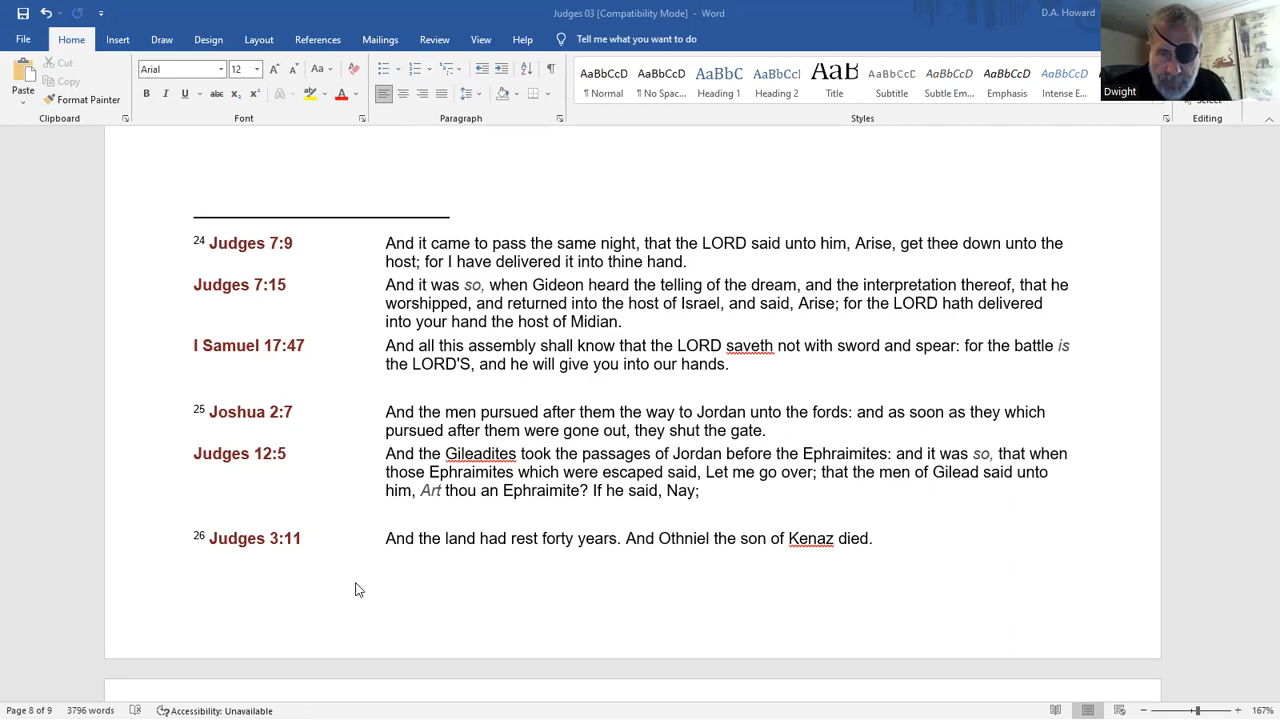 Judges 03 [Compatibility Mode] - Word
D.A. Howard
File Home Insert Draw Design Layout References Mailings Review View Help Tell me what you want to do
Paste
Cut
Copy
Format Painter
Clipboard
Arial 12
Font
Paragraph
AaBbCcD AaBbCcD AaBbC AaBbCcl AaB AaBbCcD AaBbCcD AaBbCcD AaBbCcD
¶ Normal ¶ No Spac... Heading 1 Heading 2 Title Subtitle Subtle Em... Emphasis Intense E...
Styles
Dwight
Select
Editing
24 Judges 7:9 And it came to pass the same night, that the LORD said unto him, Arise, get thee down unto the
host; for I have delivered it into thine hand.
Judges 7:15 And it was so, when Gideon heard the telling of the dream, and the interpretation thereof, that he
worshipped, and returned into the host of Israel, and said, Arise; for the LORD hath delivered
into your hand the host of Midian.
I Samuel 17:47 And all this assembly shall know that the LORD saveth not with sword and spear: for the battle is
the LORD'S, and he will give you into our hands.
25 Joshua 2:7 And the men pursued after them the way to Jordan unto the fords: and as soon as they which
pursued after them were gone out, they shut the gate.
Judges 12:5 And the Gileadites took the passages of Jordan before the Ephraimites: and it was so, that when
those Ephraimites which were escaped said, Let me go over; that the men of Gilead said unto
him, Art thou an Ephraimite? If he said, Nay;
26 Judges 3:11 And the land had rest forty years. And Othniel the son of Kenaz died.
Page 8 of 9 3796 words Accessibility: Unavailable 167%